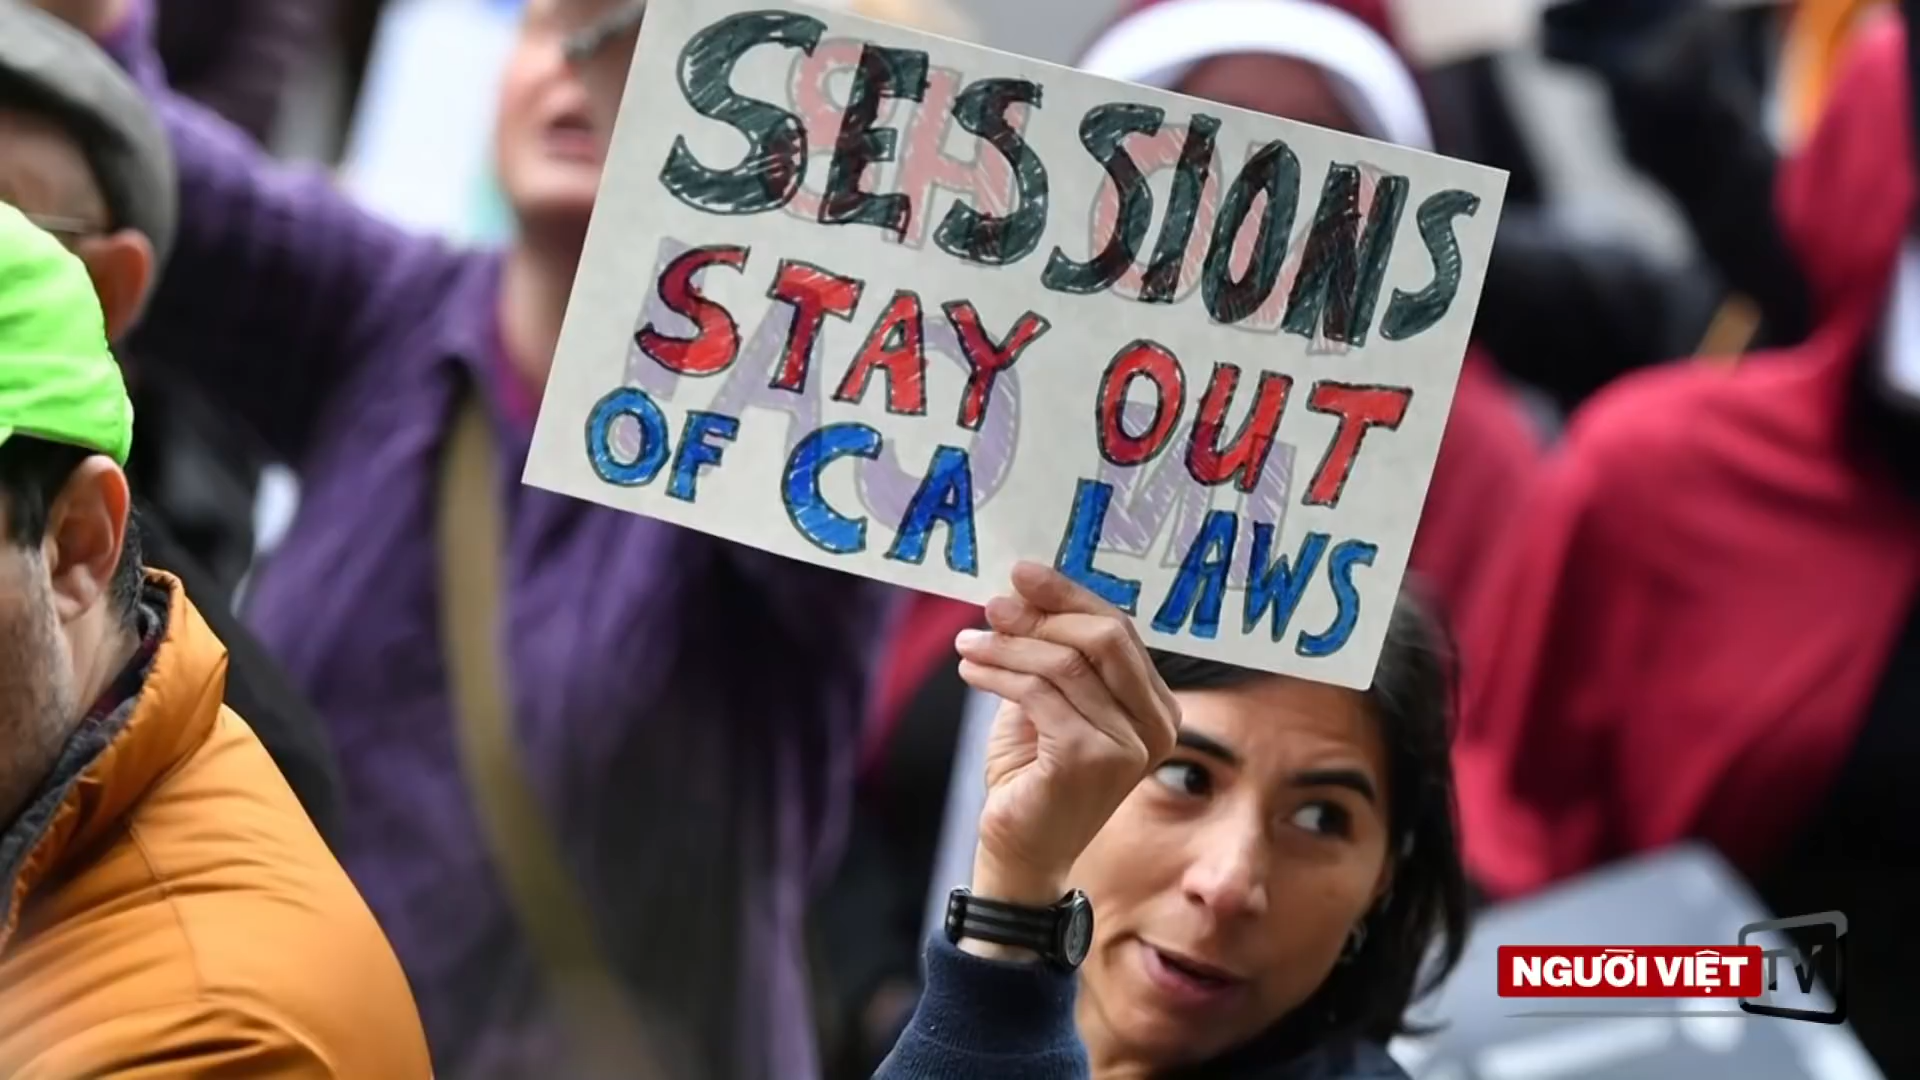 SESSIONS
STAY OUT
OF CA LAWS
NGƯỜI VIỆT TV